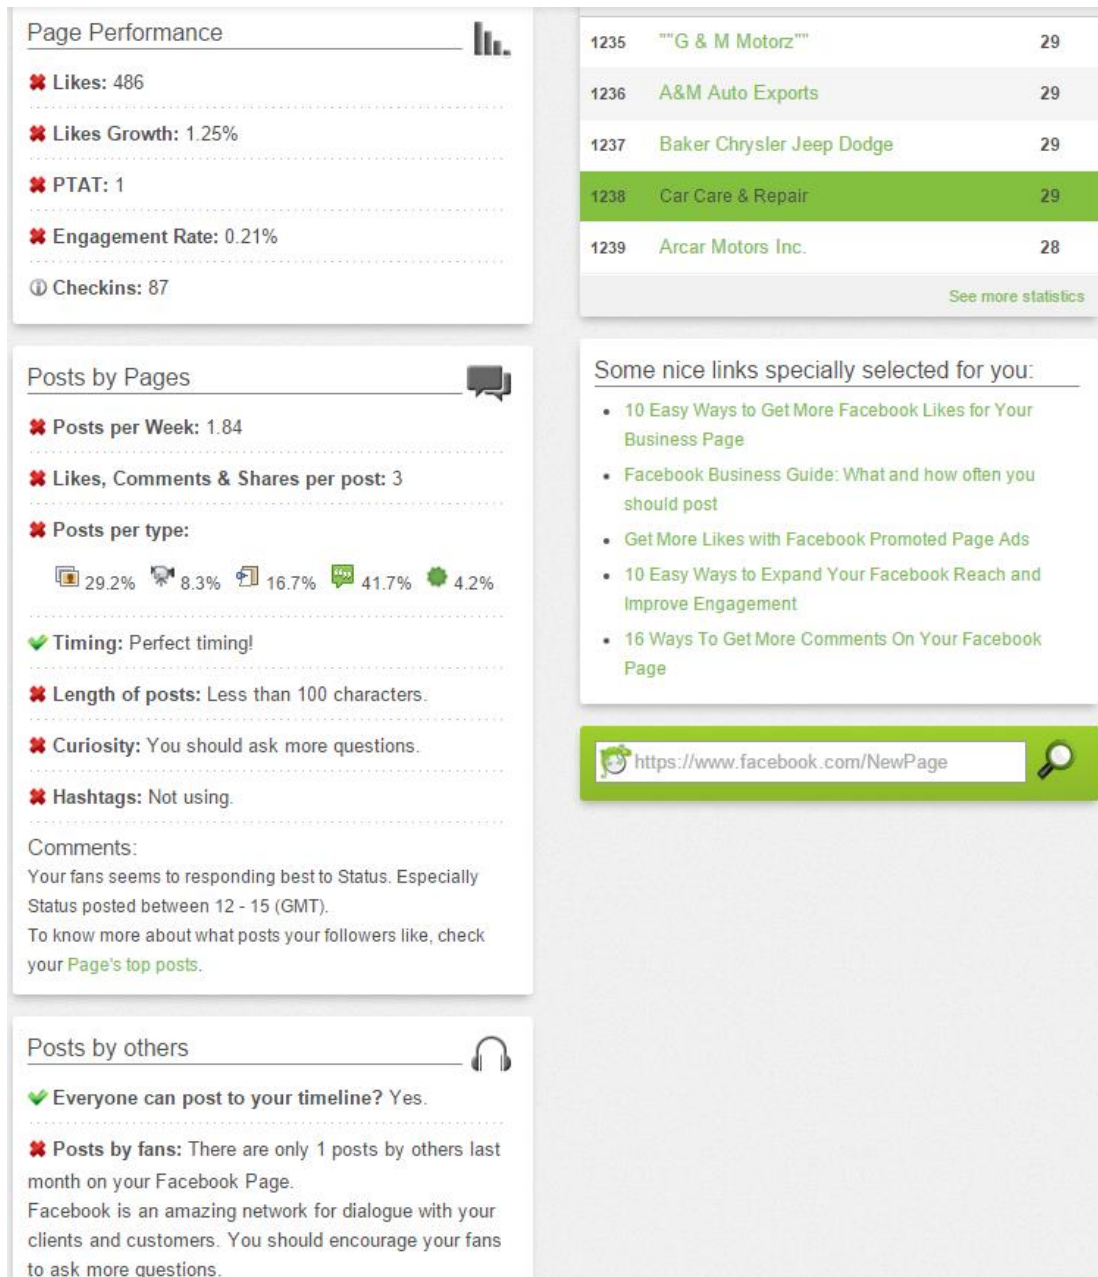 Page Performance
Likes: 486
Likes Growth: 1.25%
PTAT: 1
Engagement Rate: 0.21%
Checkins: 87
Posts by Pages
Posts per Week: 1.84
Likes, Comments & Shares per post: 3
Posts per type:
29.2% 8.3% 16.7% 41.7% 4.2%
Timing: Perfect timing!
Length of posts: Less than 100 characters.
Curiosity: You should ask more questions.
Hashtags: Not using.
Comments:
Your fans seems to responding best to Status. Especially
Status posted between 12 - 15 (GMT).
To know more about what posts your followers like, check
your Page's top posts.
Posts by others
Everyone can post to your timeline? Yes.
Posts by fans: There are only 1 posts by others last
month on your Facebook Page.
Facebook is an amazing network for dialogue with your
clients and customers. You should encourage your fans
to ask more questions.
1235 ""G & M Motorz"" 29
1236 A&M Auto Exports 29
1237 Baker Chrysler Jeep Dodge 29
1238 Car Care & Repair 29
1239 Arcar Motors Inc. 28
See more statistics
Some nice links specially selected for you:
10 Easy Ways to Get More Facebook Likes for Your
Business Page
Facebook Business Guide: What and how often you
should post
Get More Likes with Facebook Promoted Page Ads
10 Easy Ways to Expand Your Facebook Reach and
Improve Engagement
16 Ways To Get More Comments On Your Facebook
Page
https://www.facebook.com/NewPage